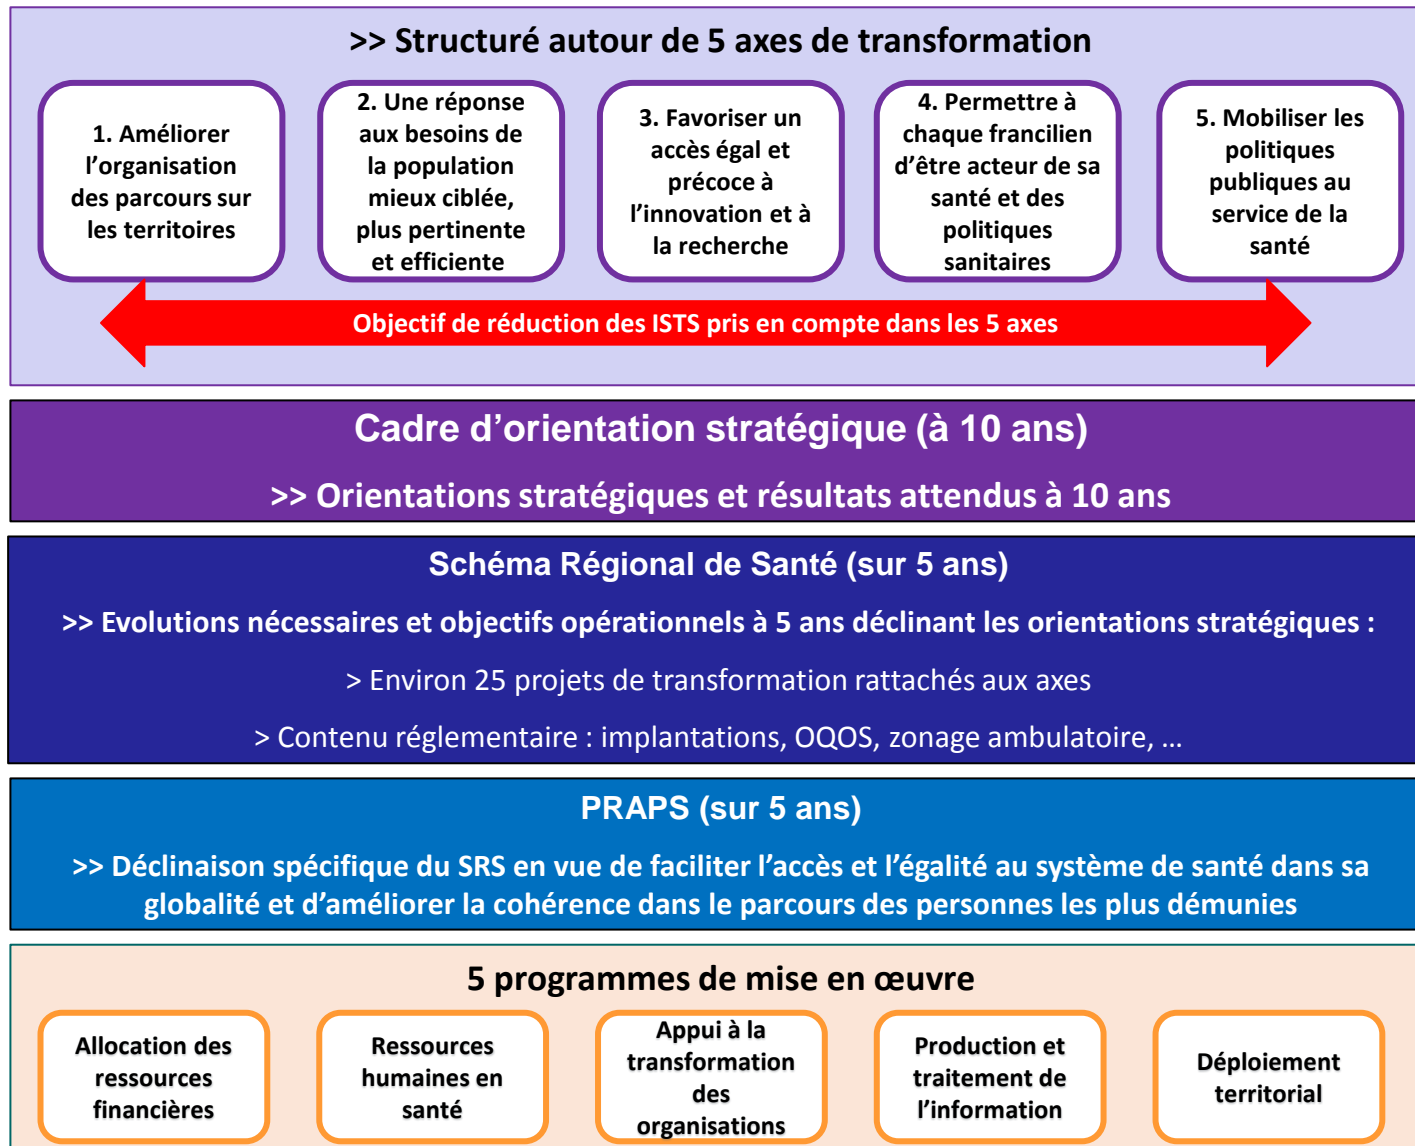 >> Structuré autour de 5 axes de transformation
1. Améliorer
l’organisation
des parcours sur
les territoires
2. Une réponse
aux besoins de
la population
mieux ciblée,
plus pertinente
et efficiente
3. Favoriser un
accès égal et
précoce à
l’innovation et à
la recherche
4. Permettre à
chaque francilien
d’être acteur de sa
santé et des
politiques
sanitaires
5. Mobiliser les
politiques
publiques au
service de la
santé
Objectif de réduction des ISTS pris en compte dans les 5 axes
Cadre d’orientation stratégique (à 10 ans)
>> Orientations stratégiques et résultats attendus à 10 ans
Schéma Régional de Santé (sur 5 ans)
>> Evolutions nécessaires et objectifs opérationnels à 5 ans déclinant les orientations stratégiques :
> Environ 25 projets de transformation rattachés aux axes
> Contenu réglementaire : implantations, OQOS, zonage ambulatoire, …
PRAPS (sur 5 ans)
>> Déclinaison spécifique du SRS en vue de faciliter l’accès et l’égalité au système de santé dans sa
globalité et d’améliorer la cohérence dans le parcours des personnes les plus démunies
5 programmes de mise en œuvre
Allocation des
ressources
financières
Ressources
humaines en
santé
Appui à la
transformation
des
organisations
Production et
traitement de
l’information
Déploiement
territorial